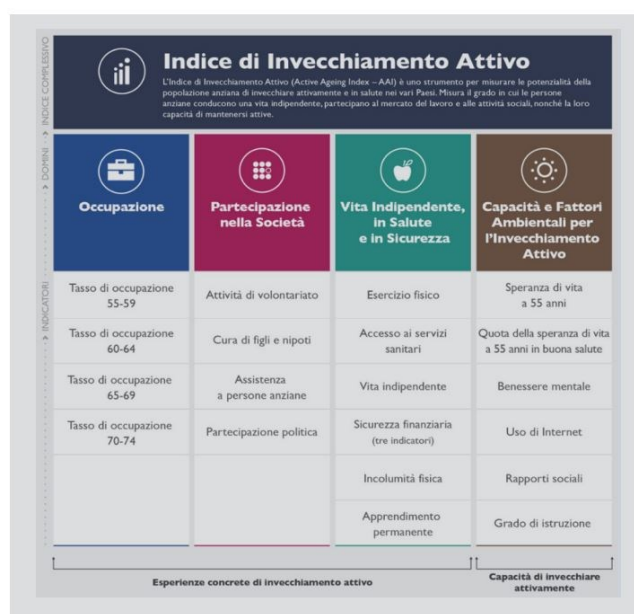 Indice di Invecchiamento Attivo
L'Indice di Invecchiamento Attivo (Active Ageing Index – AAI) è uno strumento per misurare le potenzialità della
popolazione anziana di invecchiare attivamente e in salute nei vari Paesi. Misura il grado in cui le persone
anziane conducono una vita indipendente, partecipano al mercato del lavoro e alle attività sociali, nonché la loro
capacità di mantenersi attive.
INDICE COMPLESSIVO
DOMINI
INDICATORI
Occupazione
Tasso di occupazione
55-59
Tasso di occupazione
60-64
Tasso di occupazione
65-69
Tasso di occupazione
70-74
Partecipazione
nella Società
Attività di volontariato
Cura di figli e nipoti
Assistenza
a persone anziane
Partecipazione politica
Vita Indipendente,
in Salute
e in Sicurezza
Esercizio fisico
Accesso ai servizi
sanitari
Vita indipendente
Sicurezza finanziaria
(tre indicatori)
Incolumità fisica
Apprendimento
permanente
Capacità e Fattori
Ambientali per
l'Invecchiamento
Attivo
Speranza di vita
a 55 anni
Quota della speranza di vita
a 55 anni in buona salute
Benessere mentale
Uso di Internet
Rapporti sociali
Grado di istruzione
Esperienze concrete di invecchiamento attivo
Capacità di invecchiare
attivamente